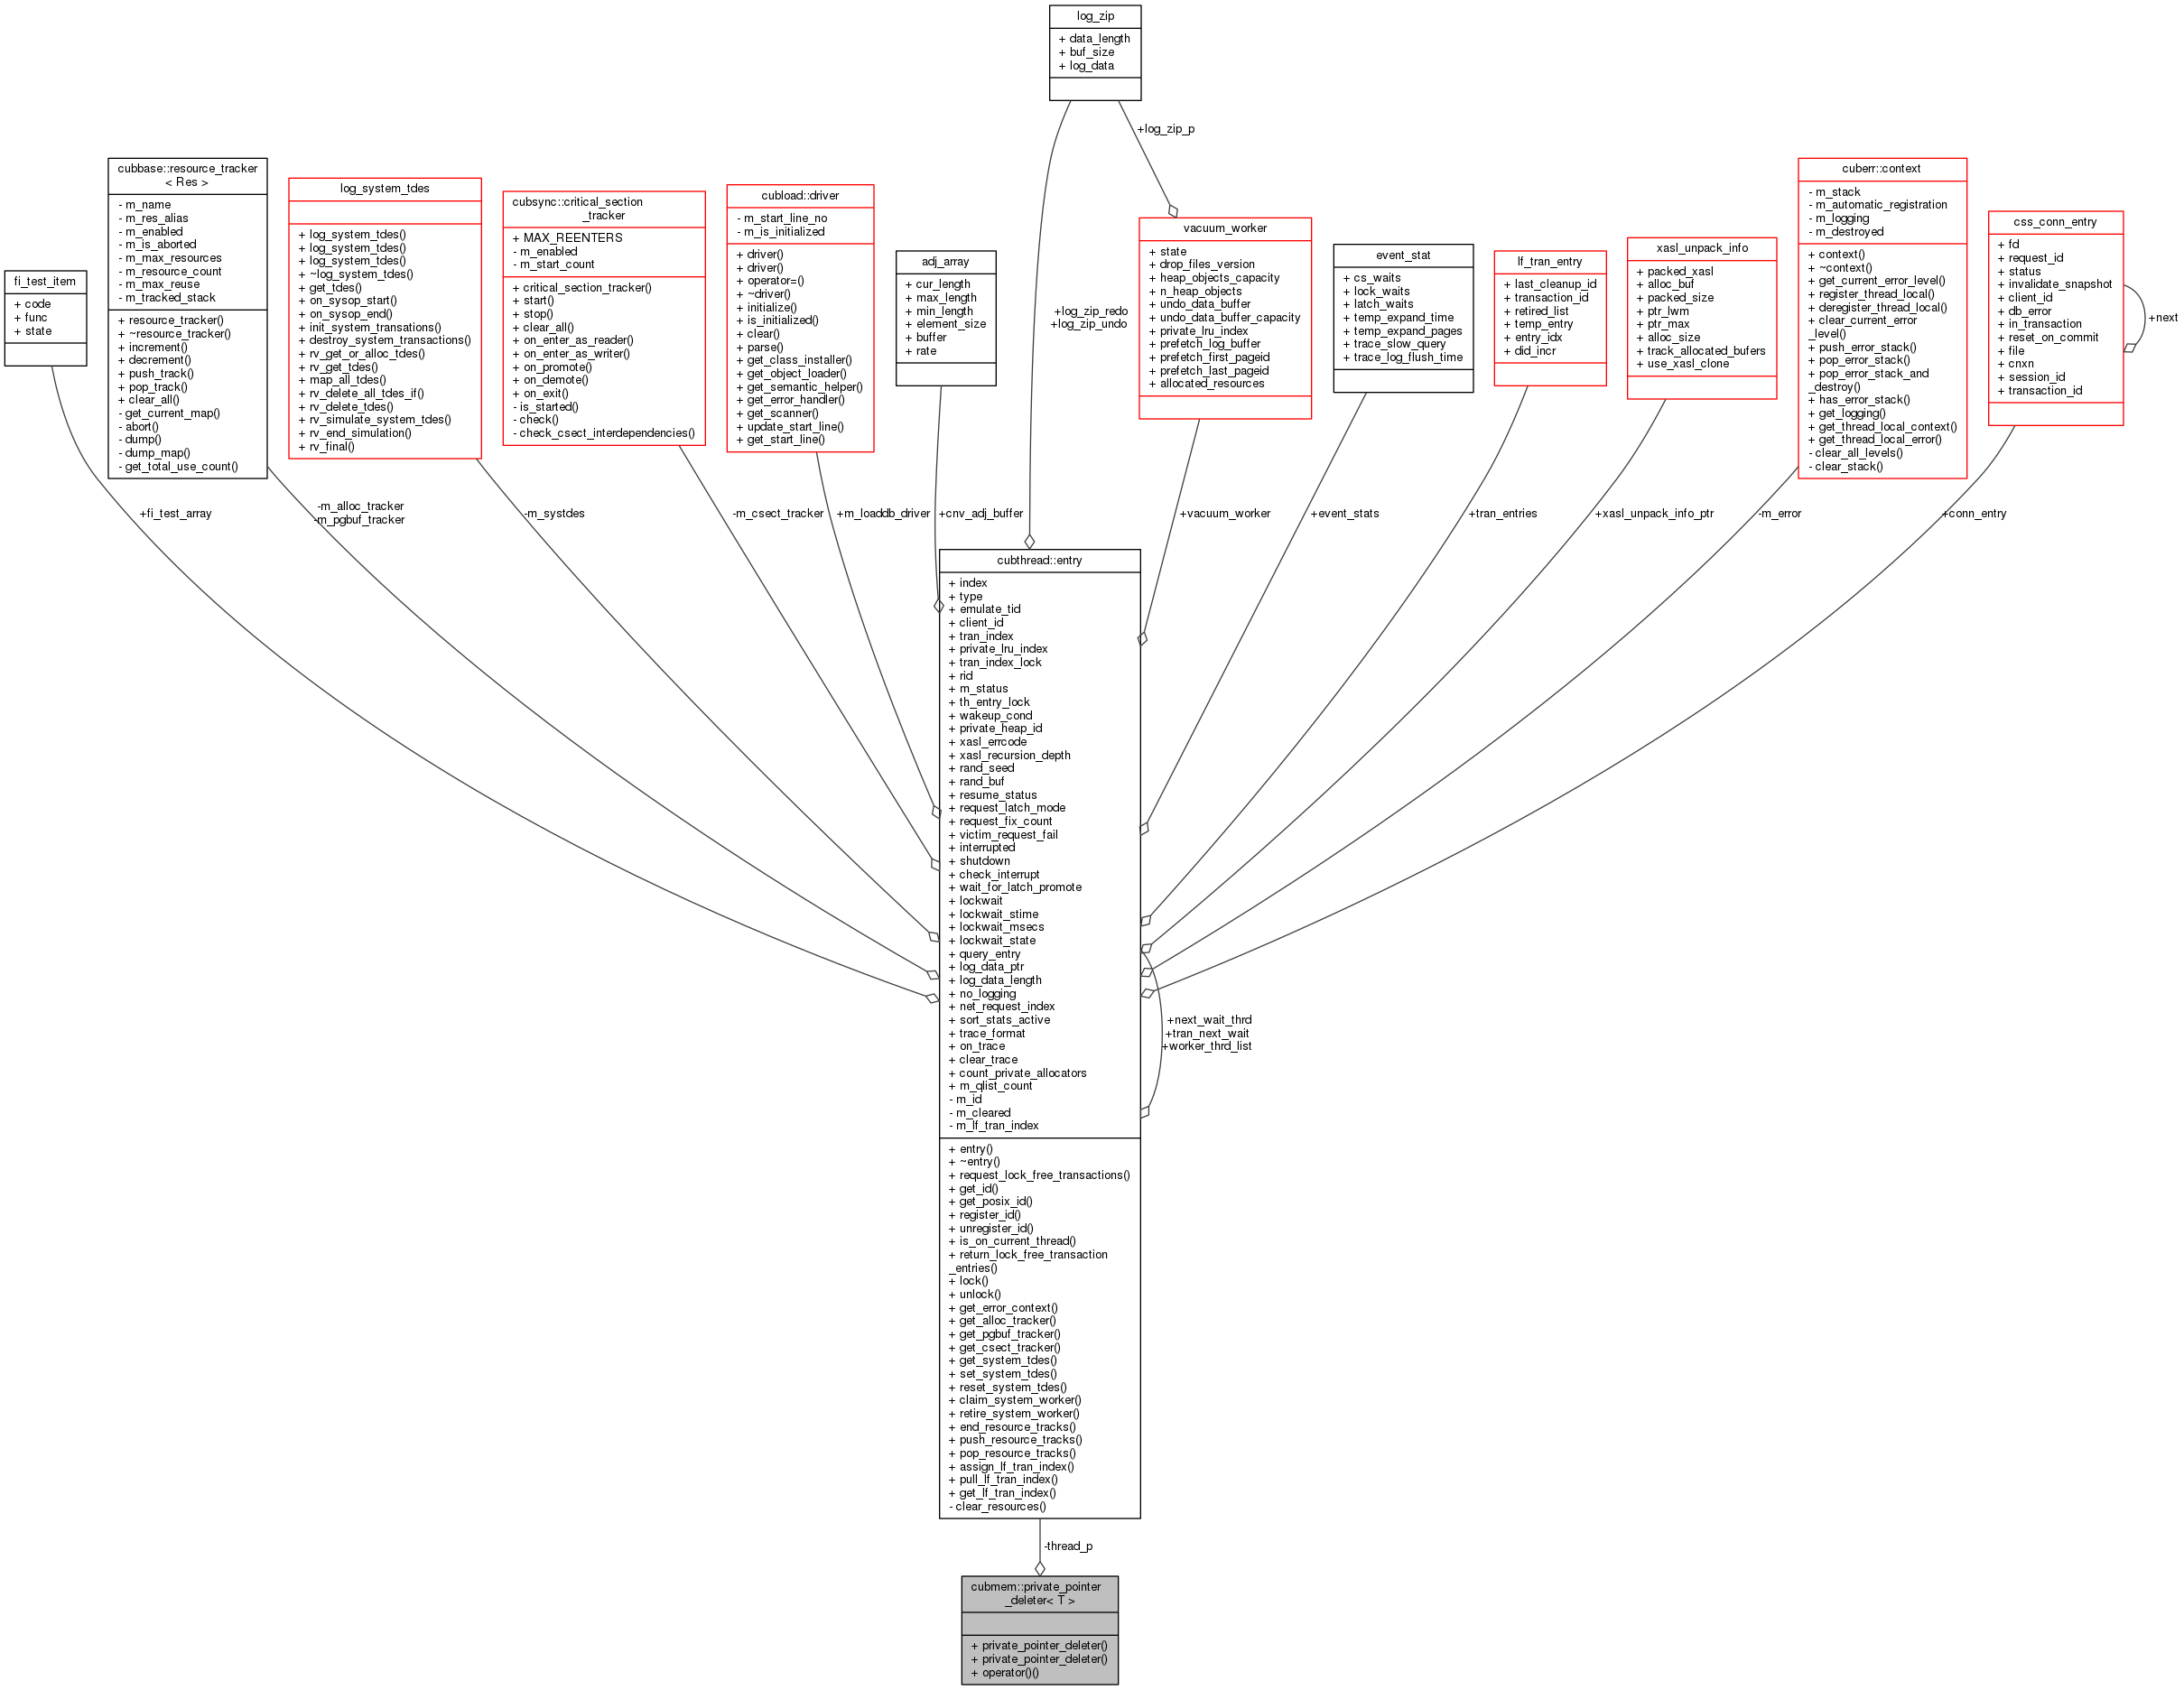 log_zip
+ data_length
+ buf_size
+ log_data
+log_zip_p
+log_zip_redo
+log_zip_undo
fi_test_item
+ code
+ func
+ state
cubbase::resource_tracker
< Res >
- m_name
- m_res_alias
- m_enabled
- m_is_aborted
- m_max_resources
- m_resource_count
- m_max_reuse
- m_tracked_stack
+ resource_tracker()
+ ~resource_tracker()
+ increment()
+ decrement()
+ push_track()
+ pop_track()
+ clear_all()
- get_current_map()
- abort()
- dump()
- dump_map()
- get_total_use_count()
log_system_tdes
+ log_system_tdes()
+ log_system_tdes()
+ log_system_tdes()
+ ~log_system_tdes()
+ get_tdes()
+ on_sysop_start()
+ on_sysop_end()
+ init_system_transations()
+ destroy_system_transactions()
+ rv_get_or_alloc_tdes()
+ rv_get_tdes()
+ map_all_tdes()
+ rv_delete_all_tdes_if()
+ rv_delete_tdes()
+ rv_simulate_system_tdes()
+ rv_end_simulation()
+ rv_final()
cubsync::critical_section
_tracker
+ MAX_REENTERS
- m_enabled
- m_start_count
+ critical_section_tracker()
+ start()
+ stop()
+ clear_all()
+ on_enter_as_reader()
+ on_enter_as_writer()
+ on_promote()
+ on_demote()
+ on_exit()
- is_started()
- check()
- check_csect_interdependencies()
cubload::driver
- m_start_line_no
- m_is_initialized
+ driver()
+ driver()
+ operator=()
+ ~driver()
+ initialize()
+ is_initialized()
+ clear()
+ parse()
+ get_class_installer()
+ get_object_loader()
+ get_semantic_helper()
+ get_error_handler()
+ get_scanner()
+ update_start_line()
+ get_start_line()
adj_array
+ cur_length
+ max_length
+ min_length
+ element_size
+ buffer
+ rate
vacuum_worker
+ state
+ drop_files_version
+ heap_objects_capacity
+ n_heap_objects
+ undo_data_buffer
+ undo_data_buffer_capacity
+ private_lru_index
+ prefetch_log_buffer
+ prefetch_first_pageid
+ prefetch_last_pageid
+ allocated_resources
event_stat
+ cs_waits
+ lock_waits
+ latch_waits
+ temp_expand_time
+ temp_expand_pages
+ trace_slow_query
+ trace_log_flush_time
lf_tran_entry
+ last_cleanup_id
+ transaction_id
+ retired_list
+ temp_entry
+ entry_idx
+ did_incr
xasl_unpack_info
+ packed_xasl
+ alloc_buf
+ packed_size
+ ptr_lwm
+ ptr_max
+ alloc_size
+ track_allocated_bufers
+ use_xasl_clone
cuberr::context
- m_stack
- m_automatic_registration
- m_logging
- m_destroyed
+ context()
+ ~context()
+ get_current_error_level()
+ register_thread_local()
+ deregister_thread_local()
+ clear_current_error
_level()
+ push_error_stack()
+ pop_error_stack()
+ pop_error_stack_and
_destroy()
+ has_error_stack()
+ get_logging()
+ get_thread_local_context()
+ get_thread_local_error()
- clear_all_levels()
- clear_stack()
css_conn_entry
+ fd
+ request_id
+ status
+ invalidate_snapshot
+ client_id
+ db_error
+ in_transaction
+ reset_on_commit
+ file
+ cnxn
+ session_id
+ transaction_id
+next
+fi_test_array
-m_alloc_tracker
-m_pgbuf_tracker
-m_systdes
-m_csect_tracker
+m_loaddb_driver
+cnv_adj_buffer
+vacuum_worker
+event_stats
+tran_entries
+xasl_unpack_info_ptr
-m_error
+conn_entry
cubthread::entry
+ index
+ type
+ emulate_tid
+ client_id
+ tran_index
+ private_lru_index
+ tran_index_lock
+ rid
+ m_status
+ th_entry_lock
+ wakeup_cond
+ private_heap_id
+ xasl_errcode
+ xasl_recursion_depth
+ rand_seed
+ rand_buf
+ resume_status
+ request_latch_mode
+ request_fix_count
+ victim_request_fail
+ interrupted
+ shutdown
+ check_interrupt
+ wait_for_latch_promote
+ lockwait
+ lockwait_stime
+ lockwait_msecs
+ lockwait_state
+ query_entry
+ log_data_ptr
+ log_data_length
+ no_logging
+ net_request_index
+ sort_stats_active
+ trace_format
+ on_trace
+ clear_trace
+ count_private_allocators
+ m_qlist_count
- m_id
- m_cleared
- m_lf_tran_index
+ entry()
+ ~entry()
+ request_lock_free_transactions()
+ get_id()
+ get_posix_id()
+ register_id()
+ unregister_id()
+ is_on_current_thread()
+ return_lock_free_transaction
_entries()
+ lock()
+ unlock()
+ get_error_context()
+ get_alloc_tracker()
+ get_pgbuf_tracker()
+ get_csect_tracker()
+ get_system_tdes()
+ set_system_tdes()
+ reset_system_tdes()
+ claim_system_worker()
+ retire_system_worker()
+ end_resource_tracks()
+ push_resource_tracks()
+ pop_resource_tracks()
+ assign_lf_tran_index()
+ pull_lf_tran_index()
+ get_lf_tran_index()
- clear_resources()
+next_wait_thrd
+tran_next_wait
+worker_thrd_list
-thread_p
cubmem::private_pointer
_deleter< T >
+ private_pointer_deleter()
+ private_pointer_deleter()
+ operator()()